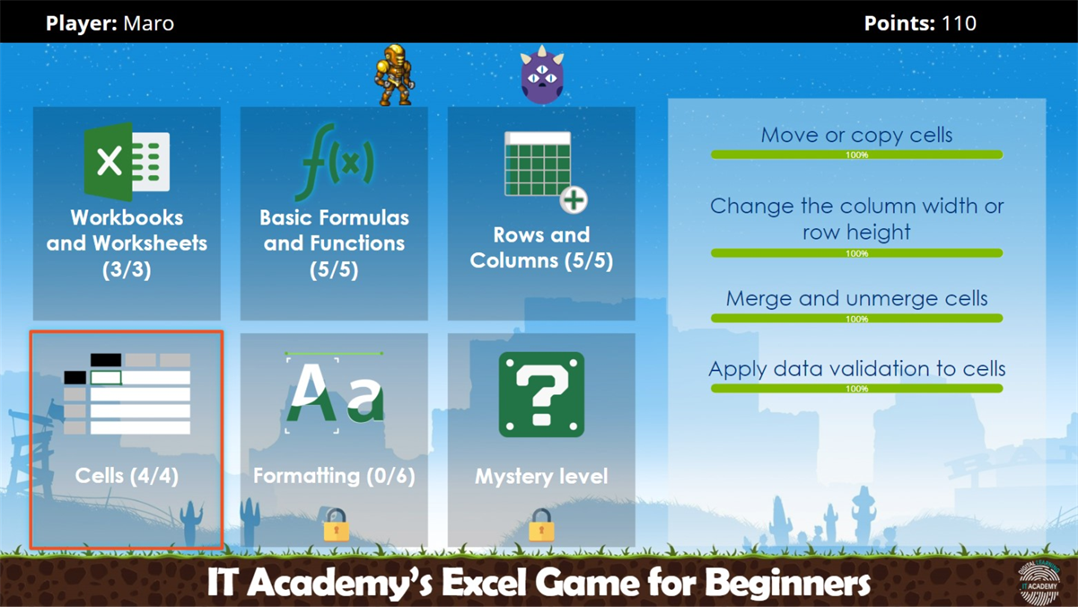 Player: Maro
Points: 110
Workbooks
and Worksheets
(3/3)
Basic Formulas
and Functions
(5/5)
Rows and
Columns (5/5)
Cells (4/4)
Formatting (0/6)
Mystery level
Move or copy cells
100%
Change the column width or
row height
100%
Merge and unmerge cells
100%
Apply data validation to cells
100%
IT Academy's Excel Game for Beginners
IT ACADEMY